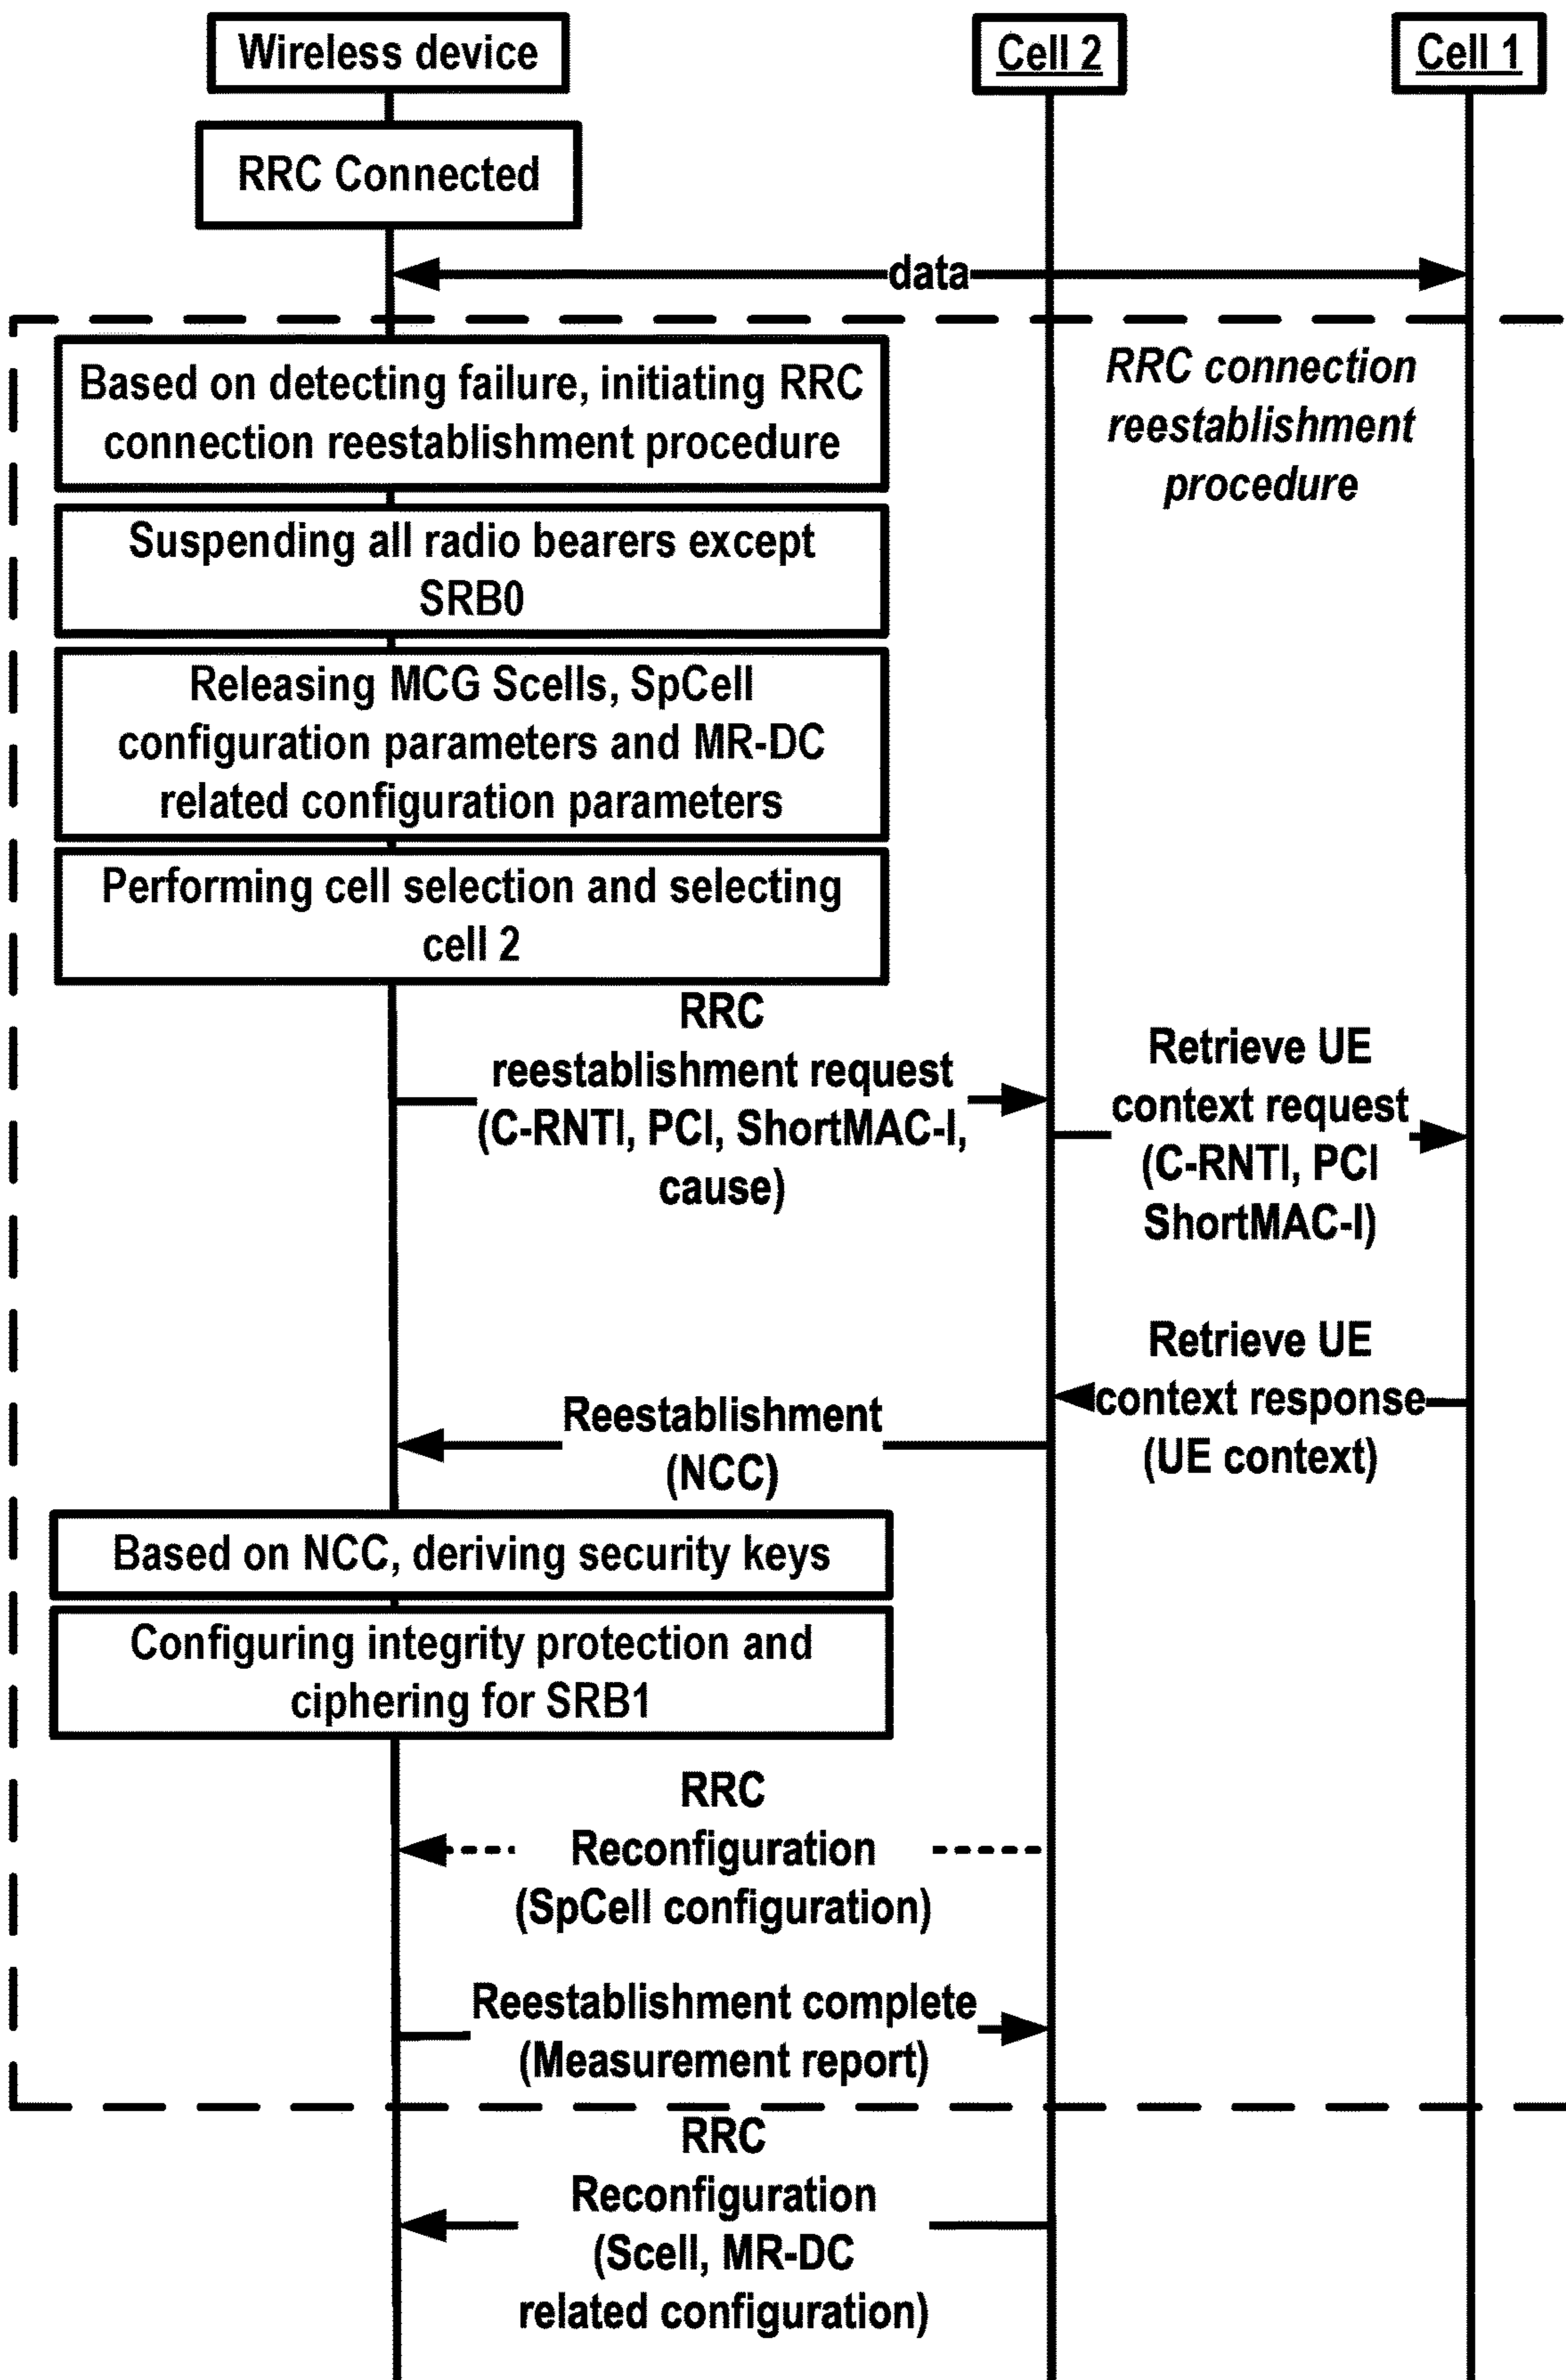 Wireless device
Cell 2
Cell 1
RRC Connected
data
RRC connection
reestablishment
procedure
Based on detecting failure, initiating RRC
connection reestablishment procedure
Suspending all radio bearers except
SRB0
Releasing MCG Scells, SpCell
configuration parameters and MR-DC
related configuration parameters
Performing cell selection and selecting
cell 2
RRC
reestablishment request
(C-RNTI, PCI, ShortMAC-I,
cause)
Retrieve UE
context request
(C-RNTI, PCI
ShortMAC-I)
Retrieve UE
context response
(UE context)
Reestablishment
(NCC)
Based on NCC, deriving security keys
Configuring integrity protection and
ciphering for SRB1
RRC
Reconfiguration
(SpCell configuration)
Reestablishment complete
(Measurement report)
RRC
Reconfiguration
(Scell, MR-DC
related configuration)